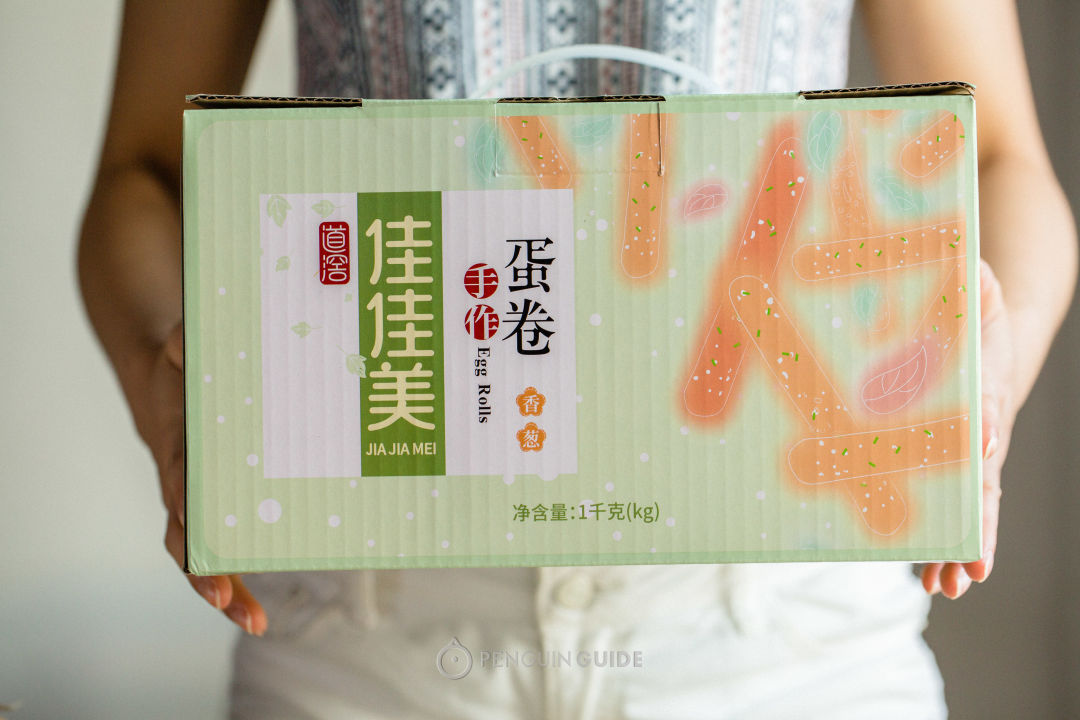 道滘
佳佳美
JIA JIA MEI
手作
Egg Rolls
蛋卷
香葱
净含量:1千克(kg)
PENGUIN GUIDE